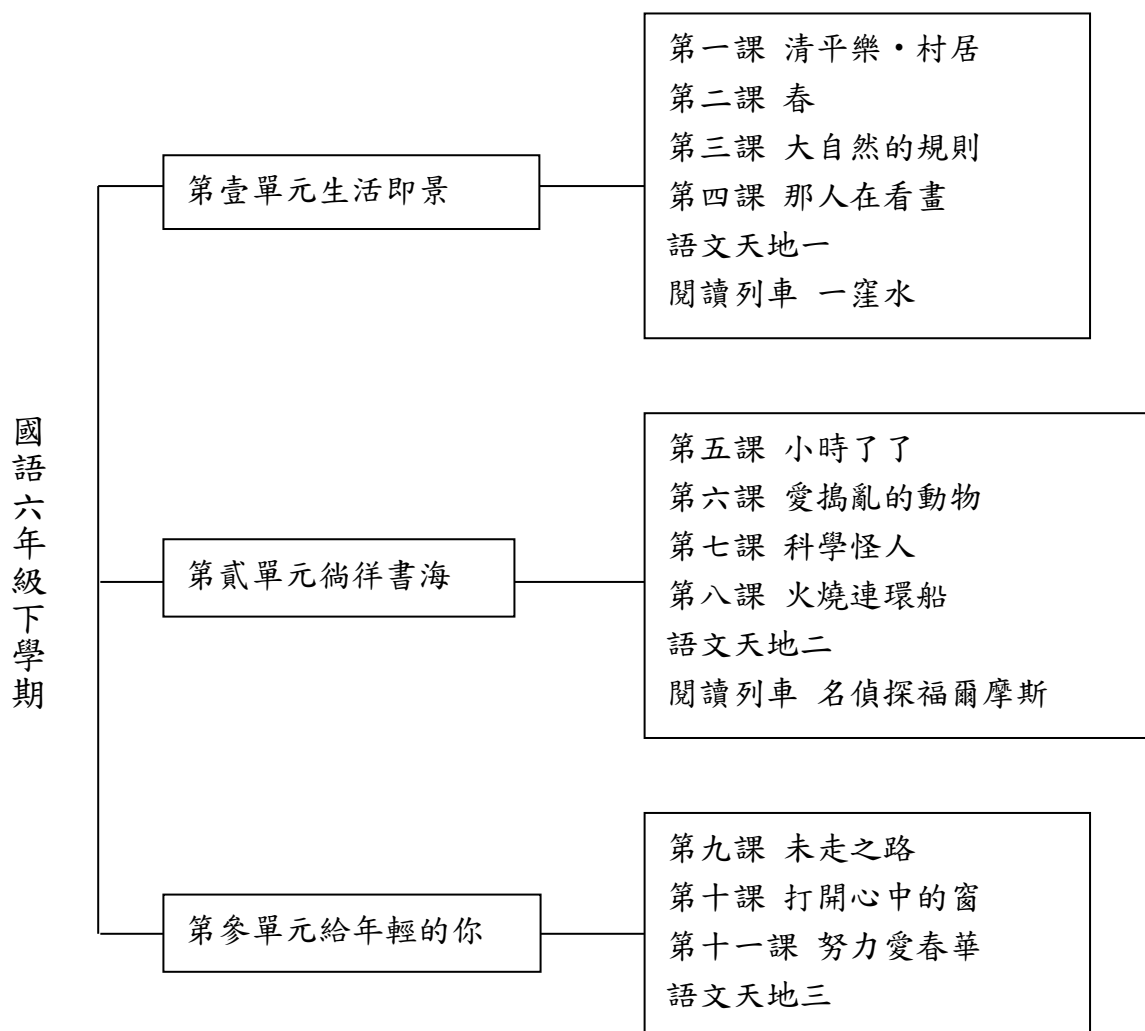 國語六年級下學期
第壹單元生活即景
第一課 清平樂·村居
第二課 春
第三課 大自然的規則
第四課 那人在看畫
語文天地一
閱讀列車 一窪水
第貳單元徜徉書海
第五課 小時了了
第六課 愛搗亂的動物
第七課 科學怪人
第八課 火燒連環船
語文天地二
閱讀列車 名偵探福爾摩斯
第參單元給年輕的你
第九課 未走之路
第十課 打開心中的窗
第十一課 努力愛春華
語文天地三